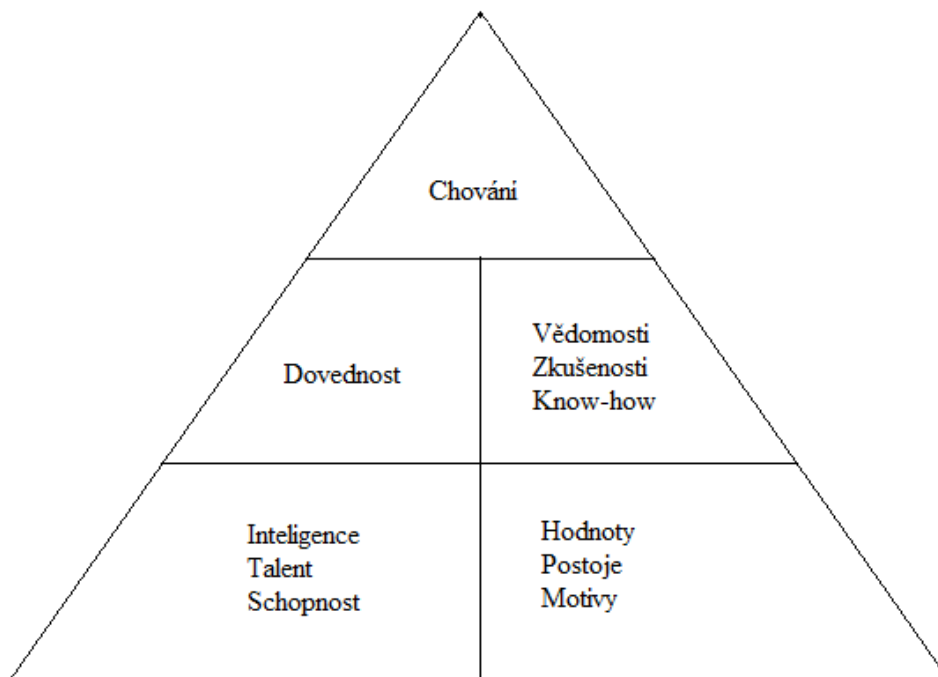 Chování
Dovednost
Vědomosti
Zkušenosti
Know-how
Inteligence
Talent
Schopnost
Hodnoty
Postoje
Motivy